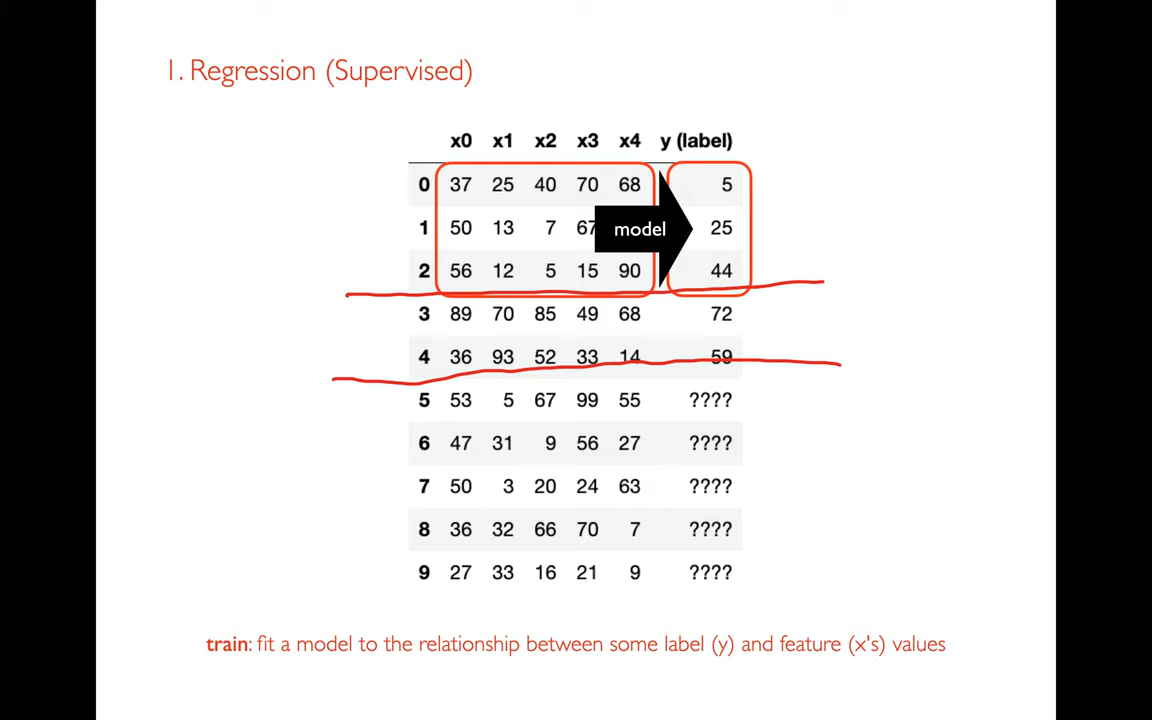 1. Regression (Supervised)
x0 x1 x2 x3 x4 y (label)
0 37 25 40 70 68 5
1 50 13 7 67 model 25
2 56 12 5 15 90 44
3 89 70 85 49 68 72
4 36 93 52 33 14 59
5 53 5 67 99 55 ????
6 47 31 9 56 27 ????
7 50 3 20 24 63 ????
8 36 32 66 70 7 ????
9 27 33 16 21 9 ????
train: fit a model to the relationship between some label (y) and feature (x's) values